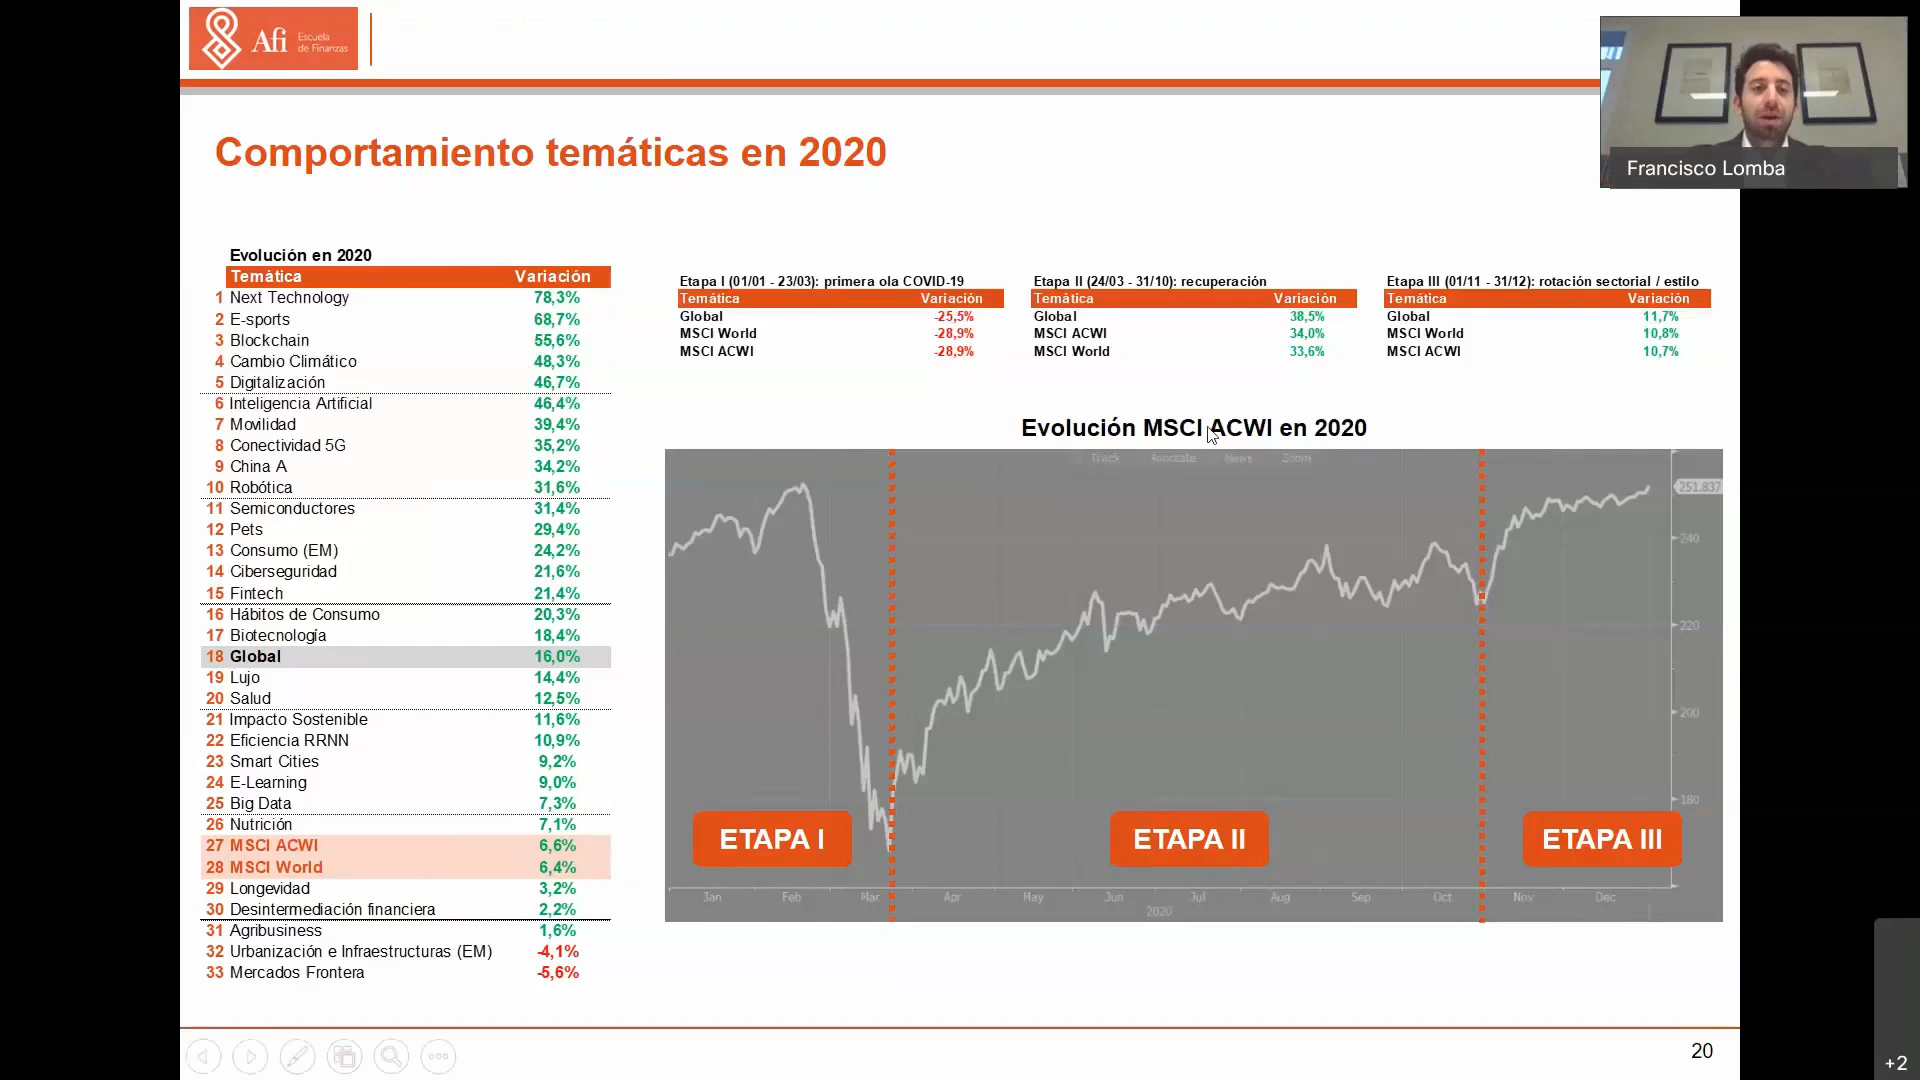 Afi Escuela de Finanzas
Francisco Lomba
Comportamiento temáticas en 2020
Evolución en 2020
Temática Variación
1 Next Technology 78,3%
2 E-sports 68,7%
3 Blockchain 55,6%
4 Cambio Climático 48,3%
5 Digitalización 46,7%
6 Inteligencia Artificial 46,4%
7 Movilidad 39,4%
8 Conectividad 5G 35,2%
9 China A 34,2%
10 Robótica 31,6%
11 Semiconductores 31,4%
12 Pets 29,4%
13 Consumo (EM) 24,2%
14 Ciberseguridad 21,6%
15 Fintech 21,4%
16 Hábitos de Consumo 20,3%
17 Biotecnología 18,4%
18 Global 16,0%
19 Lujo 14,4%
20 Salud 12,5%
21 Impacto Sostenible 11,6%
22 Eficiencia RRNN 10,9%
23 Smart Cities 9,2%
24 E-Learning 9,0%
25 Big Data 7,3%
26 Nutrición 7,1%
27 MSCI ACWI 6,6%
28 MSCI World 6,4%
29 Longevidad 3,2%
30 Desintermediación financiera 2,2%
31 Agribusiness 1,6%
32 Urbanización e Infraestructuras (EM) -4,1%
33 Mercados Frontera -5,6%
Etapa I (01/01 - 23/03): primera ola COVID-19
Temática Variación
Global -25,5%
MSCI World -28,9%
MSCI ACWI -28,9%
Etapa II (24/03 - 31/10): recuperación
Temática Variación
Global 38,5%
MSCI ACWI 34,0%
MSCI World 33,6%
Etapa III (01/11 - 31/12): rotación sectorial / estilo
Temática Variación
Global 11,7%
MSCI World 10,8%
MSCI ACWI 10,7%
Evolución MSCI ACWI en 2020
Track Annotate News Zoom
251.837
240
220
200
180
ETAPA I ETAPA II ETAPA III
Jan Feb Mar Apr May Jun Jul Aug Sep Oct Nov Dec
2020
20
+2